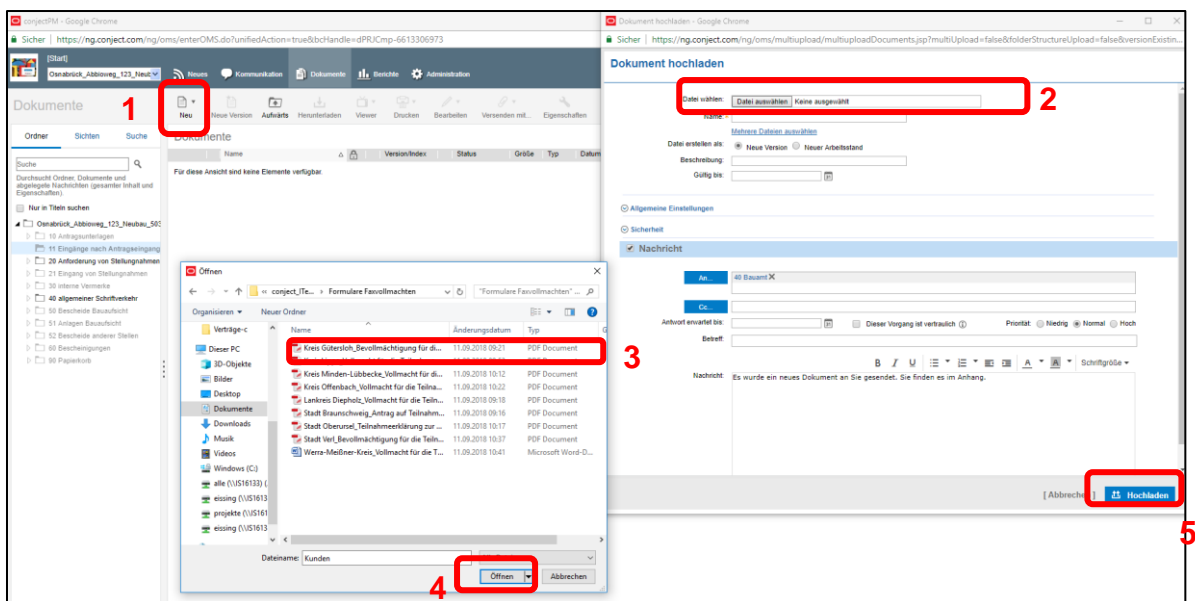 conjectPM - Google Chrome
Sicher | https://ng.conject.com/ng/oms/enterOMS.do?unifiedAction=true&bcHandle=dPRJCmp-6613306973
[Start]
Osnabrück_Abbioweg_123_Neut
Neues Kommunikation Dokumente Berichte Administration
Dokumente
1
Neu Neue Version Aufwärts Herunterladen Viewer Drucken Bearbeiten Versenden mit... Eigenschaften
Ordner Sichten Suche
Dokumente
Name Version/Index Status Größe Typ Datum
Suche
Für diese Ansicht sind keine Elemente verfügbar.
Durchsucht Ordner, Dokumente und
abgelegte Nachrichten (gesamter Inhalt und
Eigenschaften).
Nur in Titeln suchen
Osnabrück_Abbioweg_123_Neubau_503
10 Antragsunterlagen
11 Eingänge nach Antragseingang
20 Anforderung von Stellungnahmen
21 Eingang von Stellungnahmen
30 interne Vermerke
40 allgemeiner Schriftverkehr
50 Bescheide Bauaufsicht
51 Anlagen Bauaufsicht
52 Bescheide anderer Stellen
60 Bescheinigungen
90 Papierkorb
Öffnen
« conject_ITe... › Formulare Faxvollmachten
"Formulare Faxvollmachten" ...
Organisieren Neuer Ordner
Verträge-c
Dieser PC
3D-Objekte
Bilder
Desktop
Dokumente
Downloads
Musik
Videos
Windows (C:)
alle (\\JS16133) (
eissing (\\JS1613
projekte (\\JS161
eissing (\\JS1613
Name Änderungsdatum Typ G
Kreis Gütersloh_Bevollmächtigung für di... 11.09.2018 09:21 PDF Document
3
Kreis Minden-Lübbecke_Vollmacht für di... 11.09.2018 10:12 PDF Document
Kreis Offenbach_Vollmacht für die Teilna... 11.09.2018 10:22 PDF Document
Lankreis Diepholz_Vollmacht für die Teiln... 11.09.2018 09:18 PDF Document
Stadt Braunschweig_Antrag auf Teilnahm... 11.09.2018 09:16 PDF Document
Stadt Oberursel_Teilnahmeerklärung zur ... 11.09.2018 10:17 PDF Document
Stadt Verl_Bevollmächtigung für die Teiln... 11.09.2018 10:37 PDF Document
Werra-Meißner-Kreis_Vollmacht für die T... 11.09.2018 10:41 Microsoft Word-D...
Dateiname: Kunden
4
Öffnen Abbrechen
Dokument hochladen - Google Chrome
Sicher | https://ng.conject.com/ng/oms/multiupload/multiuploadDocuments.jsp?multiUpload=false&folderStructureUpload=false&versionExistin...
Dokument hochladen
Datei wählen: Datei auswählen Keine ausgewählt
2
Name:
Mehrere Dateien auswählen
Datei erstellen als: Neue Version Neuer Arbeitsstand
Beschreibung:
Gültig bis:
Allgemeine Einstellungen
Sicherheit
Nachricht
An... 40 Bauamt X
Cc...
Antwort erwartet bis: Dieser Vorgang ist vertraulich Priorität: Niedrig Normal Hoch
Betreff:
B I U A A Schriftgröße
Nachricht: Es wurde ein neues Dokument an Sie gesendet. Sie finden es im Anhang.
[ Abbrechen ] Hochladen
5